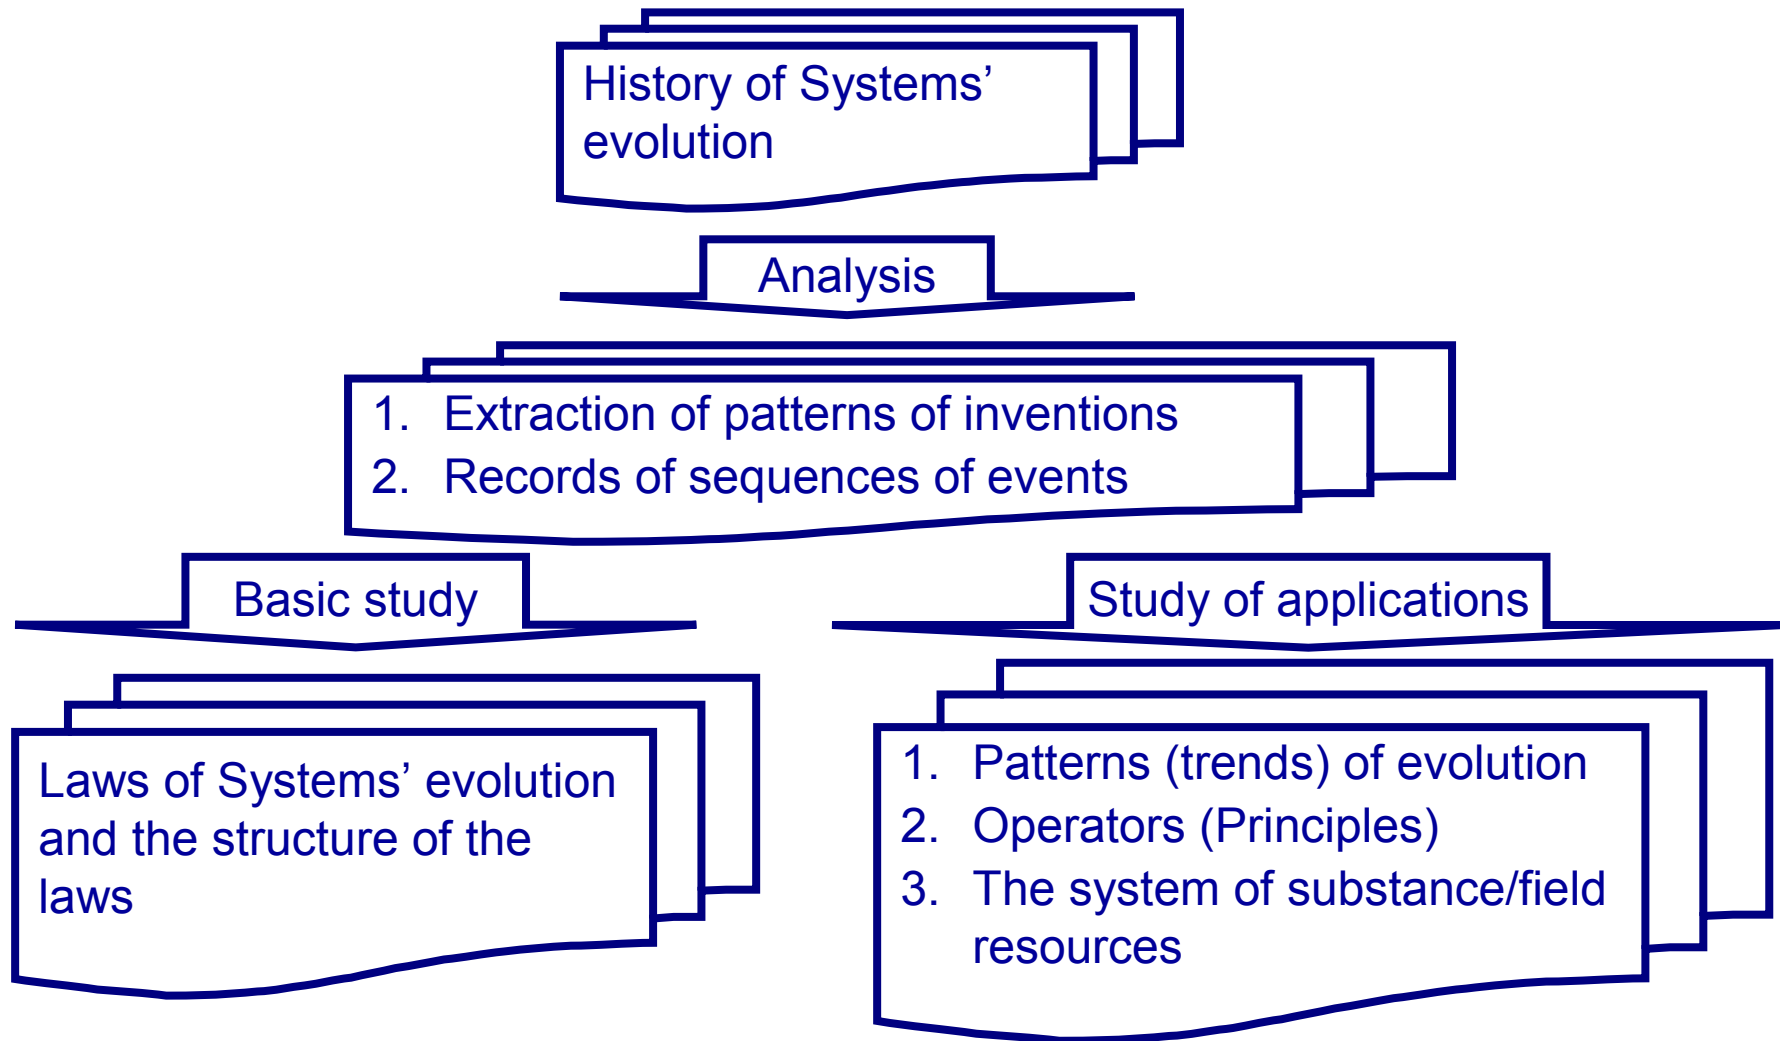 History of Systems’
evolution
Analysis
1. Extraction of patterns of inventions
2. Records of sequences of events
Basic study
Study of applications
Laws of Systems’ evolution
and the structure of the
laws
1. Patterns (trends) of evolution
2. Operators (Principles)
3. The system of substance/field
resources